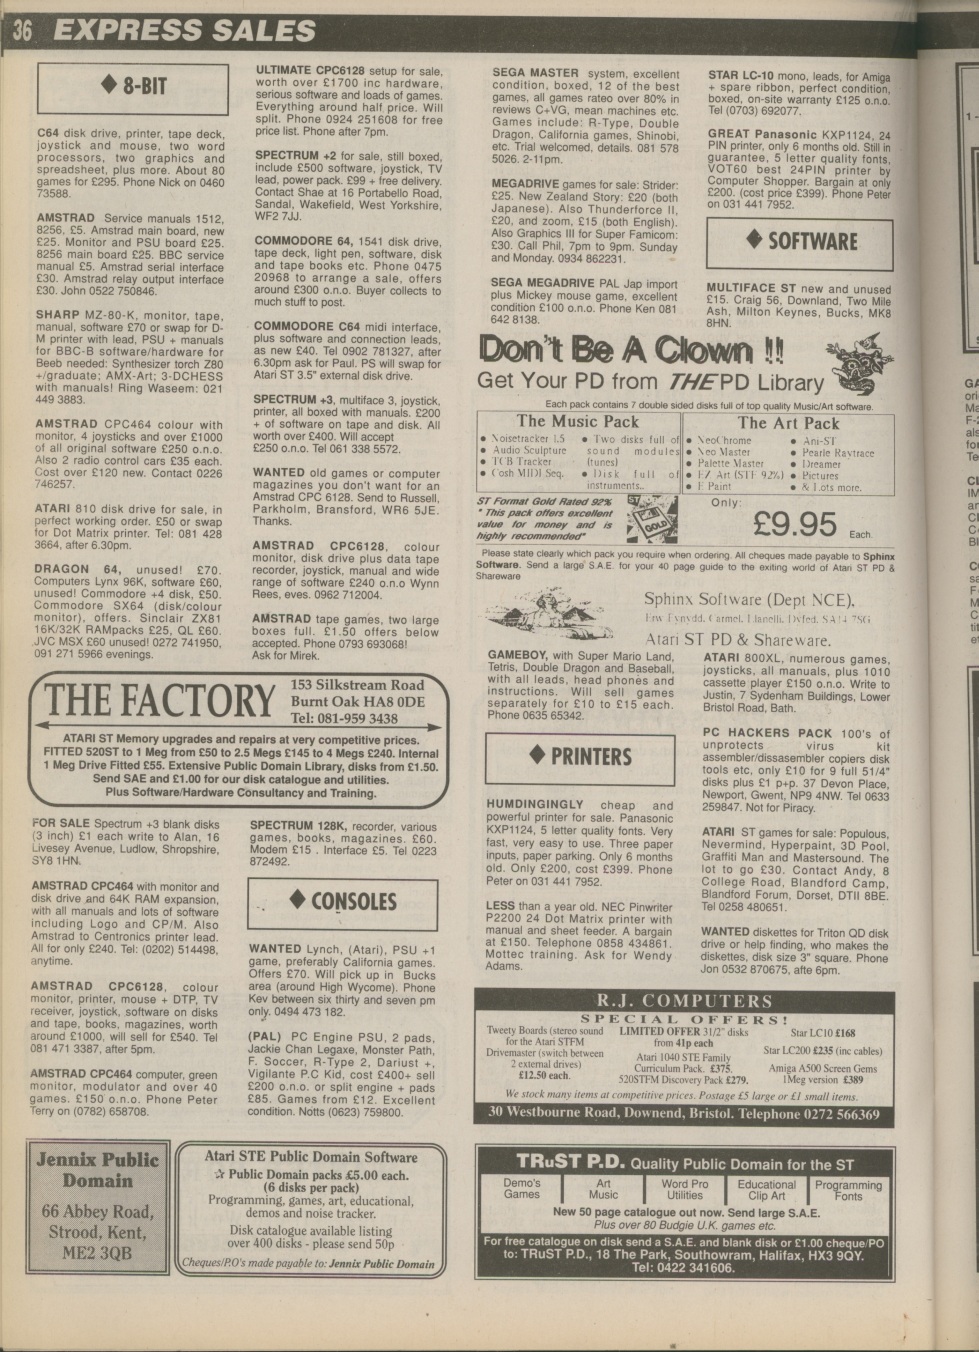 36 EXPRESS SALES
◆ 8-BIT
C64 disk drive, printer, tape deck,
joystick and mouse, two word
processors, two graphics and
spreadsheet, plus more. About 80
games for £295. Phone Nick on 0460
73588.
AMSTRAD Service manuals 1512,
8256, £5. Amstrad main board, new
£25. Monitor and PSU board £25.
8256 main board £25. BBC service
manual £5. Amstrad serial interface
£30. Amstrad relay output interface
£30. John 0522 750846.
SHARP MZ-80-K, monitor, tape,
manual, software £70 or swap for D-
M printer with lead, PSU + manuals
for BBC-B software/hardware for
Beeb needed: Synthesizer torch Z80
+/graduate; AMX-Art; 3-DCHESS
with manuals! Ring Waseem: 021
449 3883.
AMSTRAD CPC464 colour with
monitor, 4 joysticks and over £1000
of all original software £250 o.n.o.
Also 2 radio control cars £35 each.
Cost over £120 new. Contact 0226
746257.
ATARI 810 disk drive for sale, in
perfect working order. £50 or swap
for Dot Matrix printer. Tel: 081 428
3664, after 6.30pm.
DRAGON 64, unused! £70.
Computers Lynx 96K, software £60,
unused! Commodore +4 disk, £50.
Commodore SX64 (disk/colour
monitor), offers. Sinclair ZX81
16K/32K RAMpacks £25, QL £60.
JVC MSX £60 unused! 0272 741950,
091 271 5966 evenings.
ULTIMATE CPC6128 setup for sale,
worth over £1700 inc hardware,
serious software and loads of games.
Everything around half price. Will
split. Phone 0924 251608 for free
price list. Phone after 7pm.
SPECTRUM +2 for sale, still boxed,
include £500 software, joystick, TV
lead, power pack. £99 + free delivery.
Contact Shae at 16 Portabello Road,
Sandal, Wakefield, West Yorkshire,
WF2 7JJ.
COMMODORE 64, 1541 disk drive,
tape deck, light pen, software, disk
and tape books etc. Phone 0475
20968 to arrange a sale, offers
around £300 o.n.o. Buyer collects to
much stuff to post.
COMMODORE C64 midi interface,
plus software and connection leads,
as new £40. Tel 0902 781327, after
6.30pm ask for Paul. PS will swap for
Atari ST 3.5" external disk drive.
SPECTRUM +3, multiface 3, joystick,
printer, all boxed with manuals. £200
+ of software on tape and disk. All
worth over £400. Will accept
£250 o.n.o. Tel 061 338 5572.
WANTED old games or computer
magazines you don't want for an
Amstrad CPC 6128. Send to Russell,
Parkholm, Bransford, WR6 5JE.
Thanks.
AMSTRAD CPC6128, colour
monitor, disk drive plus data tape
recorder, joystick, manual and wide
range of software £240 o.n.o Wynn
Rees, eves. 0962 712004.
AMSTRAD tape games, two large
boxes full. £1.50 offers below
accepted. Phone 0793 693068!
Ask for Mirek.
THE FACTORY
153 Silkstream Road
Burnt Oak HA8 0DE
Tel: 081-959 3438
ATARI ST Memory upgrades and repairs at very competitive prices.
FITTED 520ST to 1 Meg from £50 to 2.5 Megs £145 to 4 Megs £240. Internal
1 Meg Drive Fitted £55. Extensive Public Domain Library, disks from £1.50.
Send SAE and £1.00 for our disk catalogue and utilities.
Plus Software/Hardware Consultancy and Training.
FOR SALE Spectrum +3 blank disks
(3 inch) £1 each write to Alan, 16
Livesey Avenue, Ludlow, Shropshire,
SY8 1HN.
AMSTRAD CPC464 with monitor and
disk drive and 64K RAM expansion,
with all manuals and lots of software
including Logo and CP/M. Also
Amstrad to Centronics printer lead.
All for only £240. Tel: (0202) 514498,
anytime.
AMSTRAD CPC6128, colour
monitor, printer, mouse + DTP, TV
receiver, joystick, software on disks
and tape, books, magazines, worth
around £1000, will sell for £540. Tel
081 471 3387, after 5pm.
AMSTRAD CPC464 computer, green
monitor, modulator and over 40
games. £150 o.n.o. Phone Peter
Terry on (0782) 658708.
SPECTRUM 128K, recorder, various
games, books, magazines. £60.
Modem £15 . Interface £5. Tel 0223
872492.
◆ CONSOLES
WANTED Lynch, (Atari), PSU +1
game, preferably California games.
Offers £70. Will pick up in Bucks
area (around High Wycome). Phone
Kev between six thirty and seven pm
only. 0494 473 182.
(PAL) PC Engine PSU, 2 pads,
Jackie Chan Legaxe, Monster Path,
F. Soccer, R-Type 2, Dariust +,
Vigilante P.C Kid, cost £400+ sell
£200 o.n.o. or split engine + pads
£85. Games from £12. Excellent
condition. Notts (0623) 759800.
Jennix Public
Domain
66 Abbey Road,
Strood, Kent,
ME2 3QB
Atari STE Public Domain Software
☆ Public Domain packs £5.00 each.
(6 disks per pack)
Programming, games, art, educational,
demos and noise tracker.
Disk catalogue available listing
over 400 disks - please send 50p
Cheques/P.O's made payable to: Jennix Public Domain
SEGA MASTER system, excellent
condition, boxed, 12 of the best
games, all games rateo over 80% in
reviews C+VG, mean machines etc.
Games include: R-Type, Double
Dragon, California games, Shinobi,
etc. Trial welcomed, details. 081 578
5026. 2-11pm.
MEGADRIVE games for sale: Strider:
£25. New Zealand Story: £20 (both
Japanese). Also Thunderforce II,
£20, and zoom, £15 (both English).
Also Graphics III for Super Famicom:
£30. Call Phil, 7pm to 9pm. Sunday
and Monday. 0934 862231.
SEGA MEGADRIVE PAL Jap import
plus Mickey mouse game, excellent
condition £100 o.n.o. Phone Ken 081
642 8138.
STAR LC-10 mono, leads, for Amiga
+ spare ribbon, perfect condition,
boxed, on-site warranty £125 o.n.o.
Tel (0703) 692077.
GREAT Panasonic KXP1124, 24
PIN printer, only 6 months old. Still in
guarantee, 5 letter quality fonts,
VOT60 best 24PIN printer by
Computer Shopper. Bargain at only
£200, (cost price £399). Phone Peter
on 031 441 7952.
◆ SOFTWARE
MULTIFACE ST new and unused
£15. Craig 56, Downland, Two Mile
Ash, Milton Keynes, Bucks, MK8
8HN.
Don't Be A Clown !!
Get Your PD from THE PD Library
Each pack contains 7 double sided disks full of top quality Music/Art software.
The Music Pack
● Noisetracker 1.5
● Audio Sculpture
● TCB Tracker
● Cosh MIDI Seq.
● Two disks full of
sound modules
(tunes)
● Disk full of
instruments..
The Art Pack
● NeoChrome
● Neo Master
● Palette Master
● EZ Art (STF 92%)
● E Paint
● Ani-ST
● Pearle Raytrace
● Dreamer
● Pictures
● & Lots more.
ST Format Gold Rated 92%
" This pack offers excellent
value for money and is
highly recommended"
ST
GOLD
Only:
£9.95 Each.
Please state clearly which pack you require when ordering. All cheques made payable to Sphinx
Software. Send a large S.A.E. for your 40 page guide to the exiting world of Atari ST PD &
Shareware
Sphinx Software (Dept NCE),
Erw Fynydd, Carmel, Llanelli, Dyfed, SA14 7SG
Atari ST PD & Shareware.
GAMEBOY, with Super Mario Land,
Tetris, Double Dragon and Baseball,
with all leads, head phones and
instructions. Will sell games
separately for £10 to £15 each.
Phone 0635 65342.
◆ PRINTERS
HUMDINGINGLY cheap and
powerful printer for sale. Panasonic
KXP1124, 5 letter quality fonts. Very
fast, very easy to use. Three paper
inputs, paper parking. Only 6 months
old. Only £200, cost £399. Phone
Peter on 031 441 7952.
LESS than a year old. NEC Pinwriter
P2200 24 Dot Matrix printer with
manual and sheet feeder. A bargain
at £150. Telephone 0858 434861.
Mottec training. Ask for Wendy
Adams.
ATARI 800XL, numerous games,
joysticks, all manuals, plus 1010
cassette player £150 o.n.o. Write to
Justin, 7 Sydenham Buildings, Lower
Bristol Road, Bath.
PC HACKERS PACK 100's of
unprotects virus kit
assembler/dissasembler copiers disk
tools etc, only £10 for 9 full 51/4"
disks plus £1 p+p. 37 Devon Place,
Newport, Gwent, NP9 4NW. Tel 0633
259847. Not for Piracy.
ATARI ST games for sale: Populous,
Nevermind, Hyperpaint, 3D Pool,
Graffiti Man and Mastersound. The
lot to go £30. Contact Andy, 8
College Road, Blandford Camp,
Blandford Forum, Dorset, DTII 8BE.
Tel 0258 480651.
WANTED diskettes for Triton QD disk
drive or help finding, who makes the
diskettes, disk size 3" square. Phone
Jon 0532 870675, afte 6pm.
R.J. COMPUTERS
SPECIAL OFFERS!
Tweety Boards (stereo sound
for the Atari STFM
Drivemaster (switch between
2 external drives)
£12.50 each.
LIMITED OFFER 31/2" disks
from 41p each
Atari 1040 STE Family
Curriculum Pack. £375.
520STFM Discovery Pack £279.
Star LC10 £168
Star LC200 £235 (inc cables)
Amiga A500 Screen Gems
1Meg version £389
We stock many items at competitive prices. Postage £5 large or £1 small items.
30 Westbourne Road, Downend, Bristol. Telephone 0272 566369
TRuST P.D. Quality Public Domain for the ST
Demo's
Games
Art
Music
Word Pro
Utilities
Educational
Clip Art
Programming
Fonts
New 50 page catalogue out now. Send large S.A.E.
Plus over 80 Budgie U.K. games etc.
For free catalogue on disk send a S.A.E. and blank disk or £1.00 cheque/PO
to: TRuST P.D., 18 The Park, Southowram, Halifax, HX3 9QY.
Tel: 0422 341606.